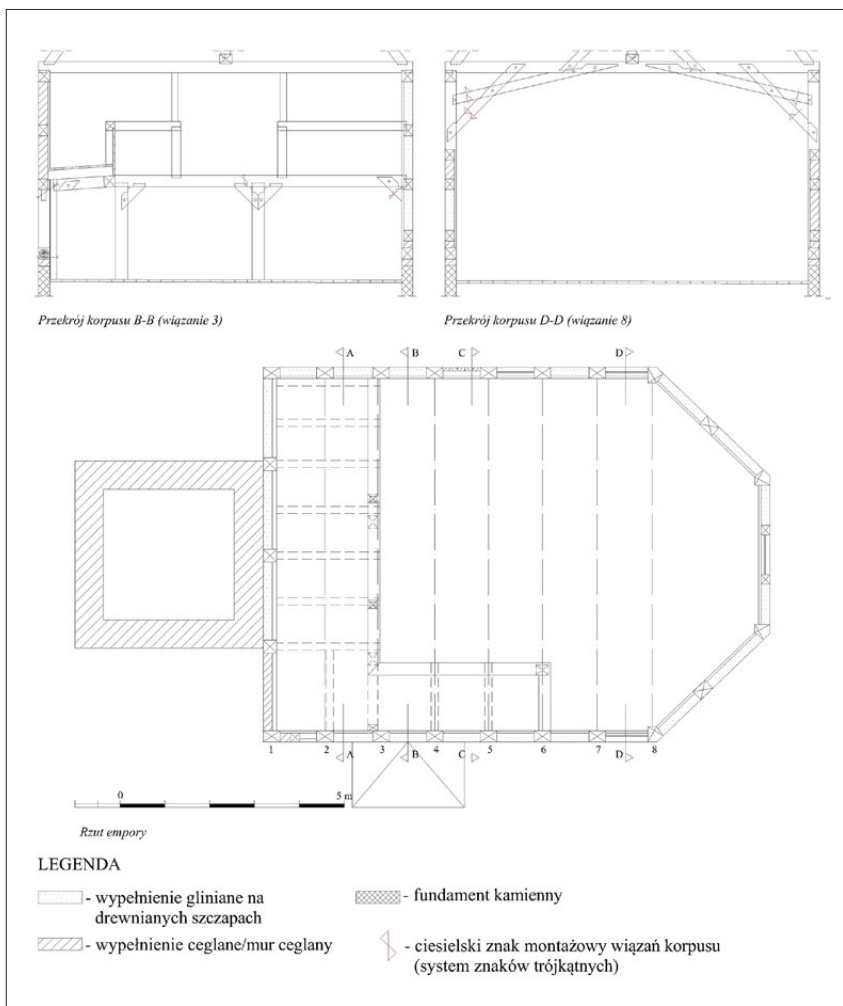 Przekrój korpusu B-B (wiązanie 3)
Przekrój korpusu D-D (wiązanie 8)
A B C D
1 2 A 3 B 4 C 5 6 7 D 8
0 5 m
Rzut empory
LEGENDA
- wypełnienie gliniane na
drewnianych szczapach
- fundament kamienny
- wypełnienie ceglane/mur ceglany
- ciesielski znak montażowy wiązań korpusu
(system znaków trójkątnych)